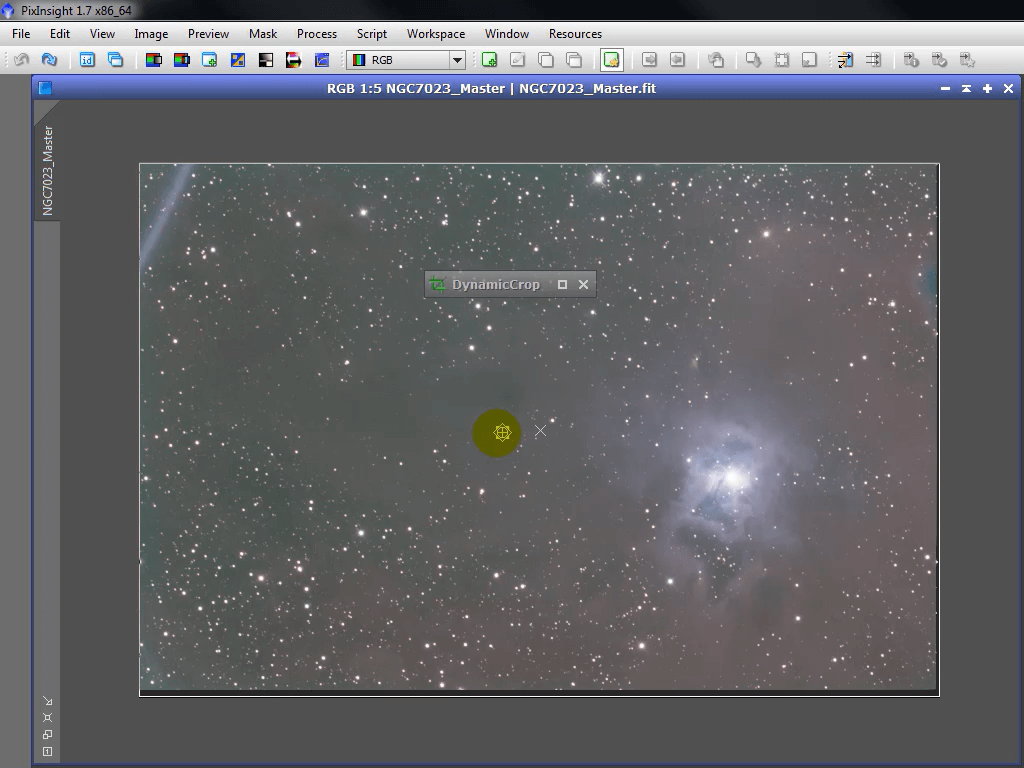 PixInsight 1.7 x86_64
File Edit View Image Preview Mask Process Script Workspace Window Resources
id RGB
RGB 1:5 NGC7023_Master | NGC7023_Master.fit
NGC7023_Master
DynamicCrop